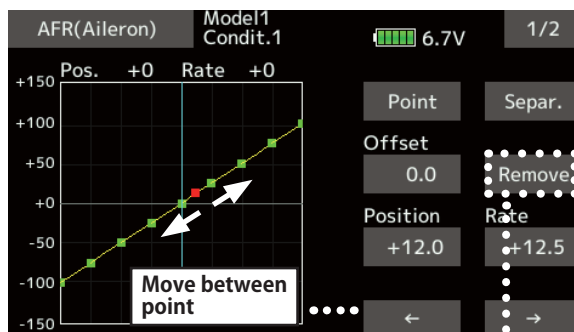 AFR(Aileron)
Model1
Condit.1
6.7V
1/2
Pos. +0 Rate +0
+150
+100
+50
+0
-50
-100
-150
Point
Separ.
Offset
0.0
Remove
Position
Rate
+12.0
+12.5
Move between
point
←
→